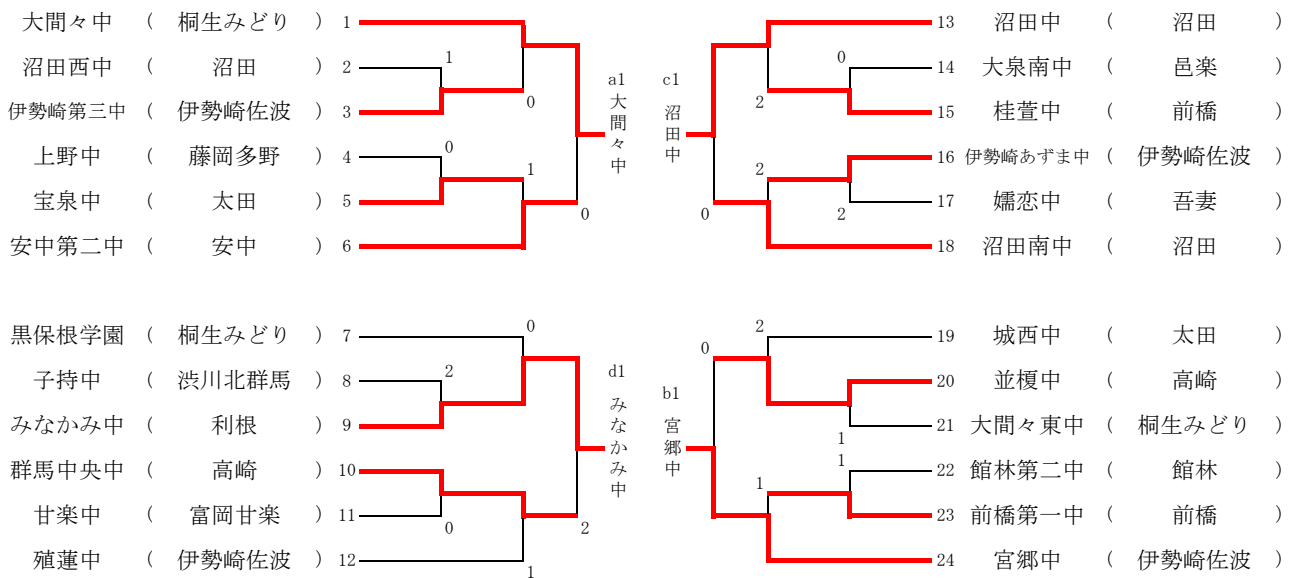 大間々中 ( 桐生みどり ) 1
沼田西中 ( 沼田 ) 2
伊勢崎第三中 ( 伊勢崎佐波 ) 3
上野中 ( 藤岡多野 ) 4
宝泉中 ( 太田 ) 5
安中第二中 ( 安中 ) 6
1
0
0
1
0
a1
大間々中
c1
沼田中
0
2
2
2
0
13 沼田中 ( 沼田 )
14 大泉南中 ( 邑楽 )
15 桂萱中 ( 前橋 )
16 伊勢崎あずま中 ( 伊勢崎佐波 )
17 嬬恋中 ( 吾妻 )
18 沼田南中 ( 沼田 )
黒保根学園 ( 桐生みどり ) 7
子持中 ( 渋川北群馬 ) 8
みなかみ中 ( 利根 ) 9
群馬中央中 ( 高崎 ) 10
甘楽中 ( 富岡甘楽 ) 11
殖蓮中 ( 伊勢崎佐波 ) 12
0
2
0
2
1
d1
みなかみ中
b1
宮郷中
2
0
1
1
1
19 城西中 ( 太田 )
20 並榎中 ( 高崎 )
21 大間々東中 ( 桐生みどり )
22 館林第二中 ( 館林 )
23 前橋第一中 ( 前橋 )
24 宮郷中 ( 伊勢崎佐波 )